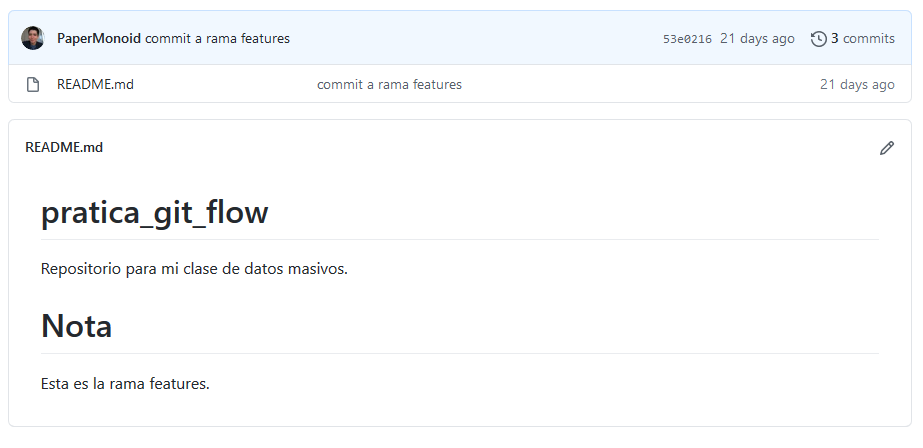 PaperMonoid commit a rama features 53e0216 21 days ago 3 commits
README.md commit a rama features 21 days ago
README.md
pratica_git_flow
Repositorio para mi clase de datos masivos.
Nota
Esta es la rama features.